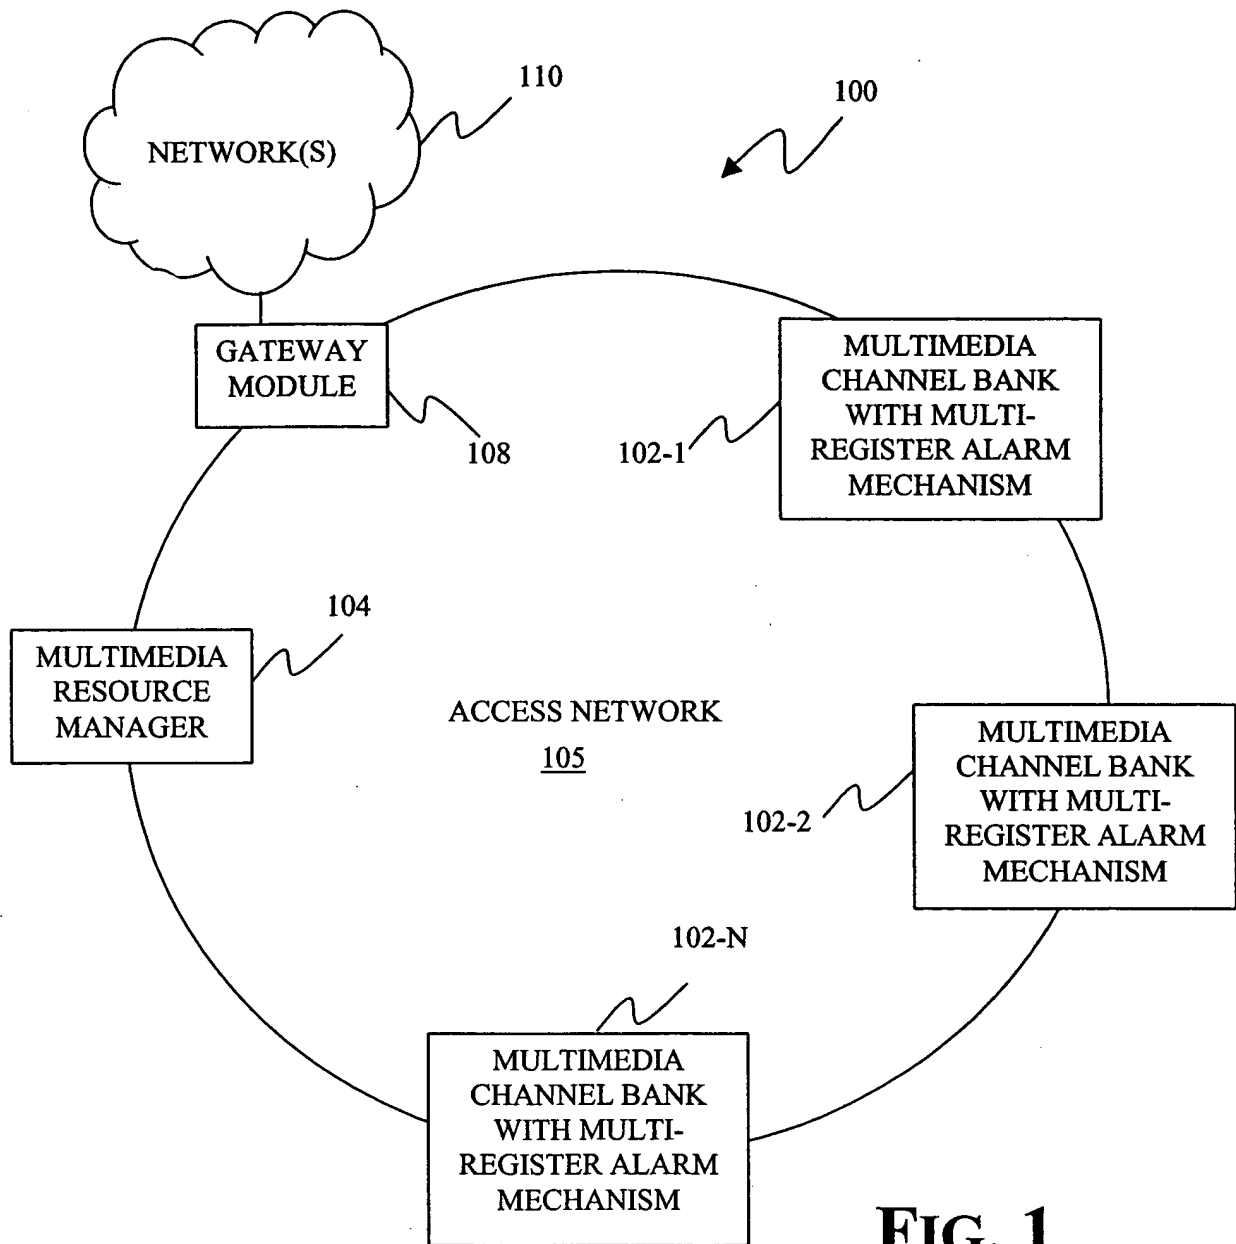 110
100
NETWORK(S)
GATEWAY
MODULE
108
MULTIMEDIA
CHANNEL BANK
WITH MULTI-
REGISTER ALARM
MECHANISM
102-1
104
MULTIMEDIA
RESOURCE
MANAGER
ACCESS NETWORK
105
MULTIMEDIA
CHANNEL BANK
WITH MULTI-
REGISTER ALARM
MECHANISM
102-2
102-N
MULTIMEDIA
CHANNEL BANK
WITH MULTI-
REGISTER ALARM
MECHANISM
FIG. 1